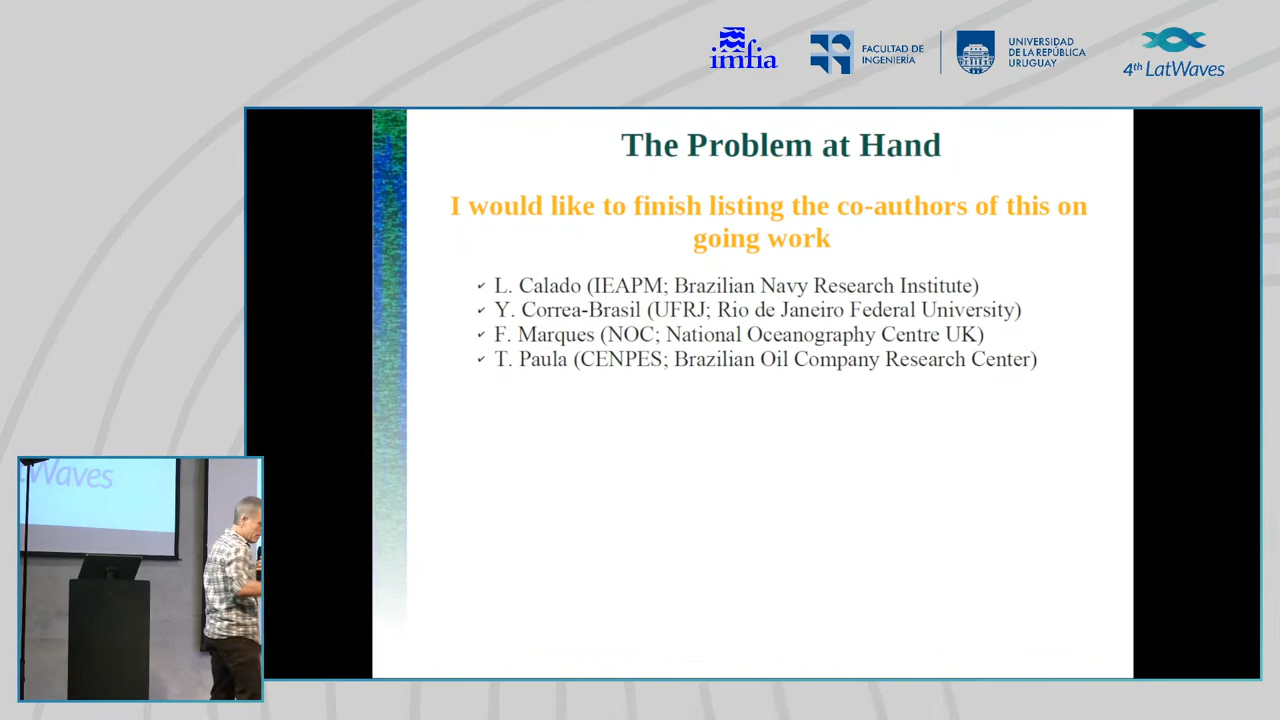 imfia
FACULTAD DE
INGENIERÍA
UNIVERSIDAD
DE LA REPÚBLICA
URUGUAY
4th LatWaves
The Problem at Hand
I would like to finish listing the co-authors of this on
going work
✓ L. Calado (IEAPM; Brazilian Navy Research Institute)
✓ Y. Correa-Brasil (UFRJ; Rio de Janeiro Federal University)
✓ F. Marques (NOC; National Oceanography Centre UK)
✓ T. Paula (CENPES; Brazilian Oil Company Research Center)
tWaves